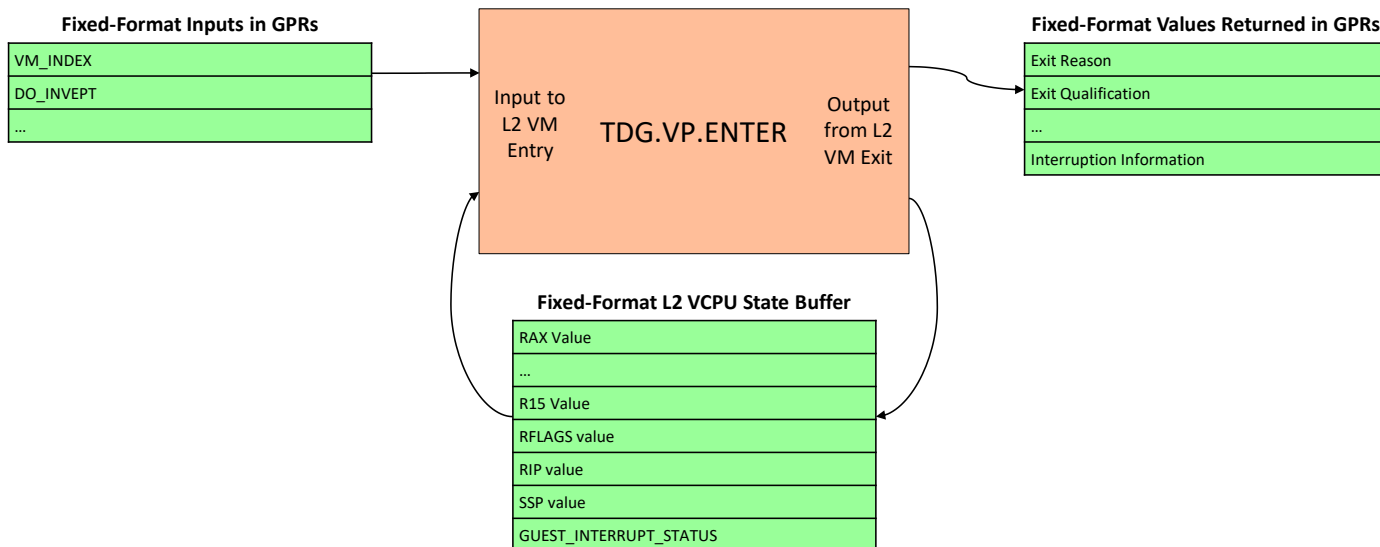 Fixed-Format Inputs in GPRs
VM_INDEX
DO_INVEPT
...
Input to
L2 VM
Entry
TDG.VP.ENTER
Output
from L2
VM Exit
Fixed-Format Values Returned in GPRs
Exit Reason
Exit Qualification
...
Interruption Information
Fixed-Format L2 VCPU State Buffer
RAX Value
...
R15 Value
RFLAGS value
RIP value
SSP value
GUEST_INTERRUPT_STATUS